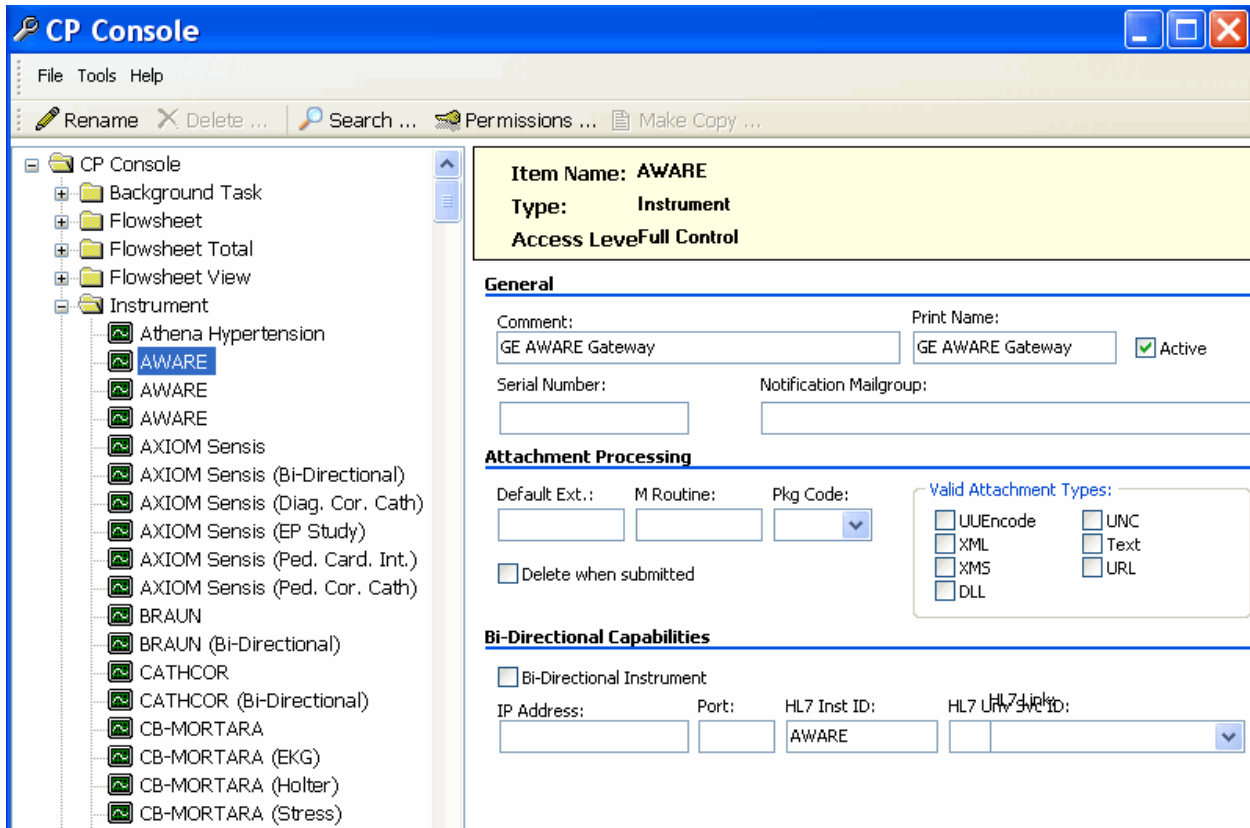 CP Console
File Tools Help
Rename Delete ... Search ... Permissions ... Make Copy ...
CP Console
Background Task
Flowsheet
Flowsheet Total
Flowsheet View
Instrument
Athena Hypertension
AWARE
AWARE
AWARE
AXIOM Sensis
AXIOM Sensis (Bi-Directional)
AXIOM Sensis (Diag. Cor. Cath)
AXIOM Sensis (EP Study)
AXIOM Sensis (Ped. Card. Int.)
AXIOM Sensis (Ped. Cor. Cath)
BRAUN
BRAUN (Bi-Directional)
CATHCOR
CATHCOR (Bi-Directional)
CB-MORTARA
CB-MORTARA (EKG)
CB-MORTARA (Holter)
CB-MORTARA (Stress)
Item Name: AWARE
Type: Instrument
Access Leve Full Control
General
Comment: Print Name:
GE AWARE Gateway GE AWARE Gateway Active
Serial Number: Notification Mailgroup:
Attachment Processing
Default Ext.: M Routine: Pkg Code: Valid Attachment Types:
UUEncode UNC
XML Text
XMS URL
DLL
Delete when submitted
Bi-Directional Capabilities
Bi-Directional Instrument
IP Address: Port: HL7 Inst ID: HL7 ID:
HL7 Link:
AWARE